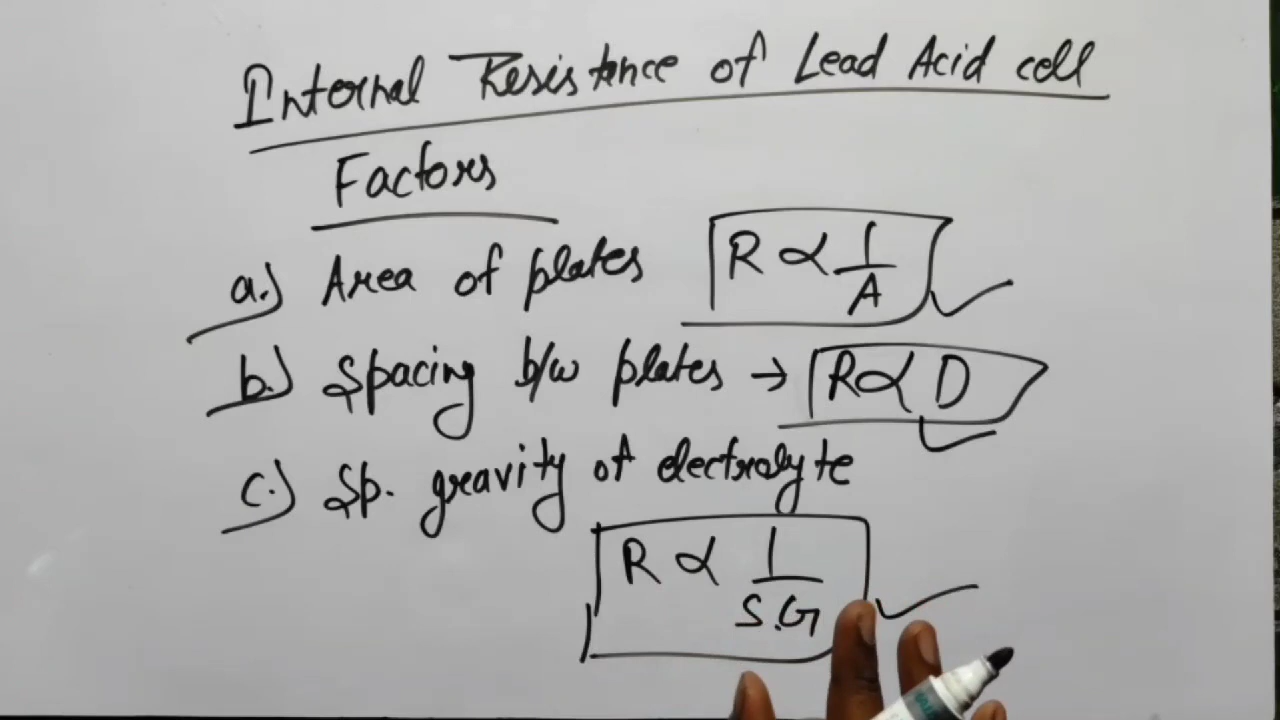 Internal Resistance of Lead Acid cell
Factors
a.) Area of plates R ∝ 1/A
b.) Spacing b/w plates → R ∝ D
c.) Sp. gravity of electrolyte
R ∝ 1/S.G